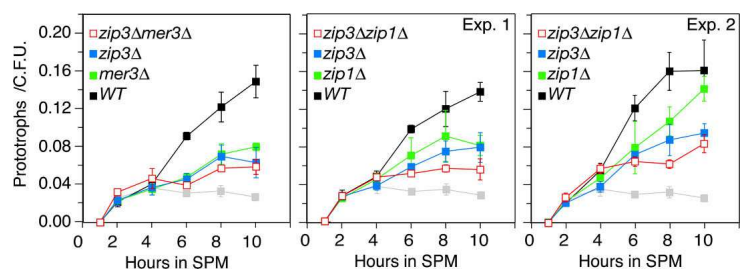 Prototrophs /C.F.U.
0.20
0.16
0.12
0.08
0.04
0.00
zip3Δmer3Δ
zip3Δ
mer3Δ
WT
0 2 4 6 8 10
Hours in SPM
Exp. 1
zip3Δzip1Δ
zip3Δ
zip1Δ
WT
0 2 4 6 8 10
Hours in SPM
Exp. 2
zip3Δzip1Δ
zip3Δ
zip1Δ
WT
0 2 4 6 8 10
Hours in SPM